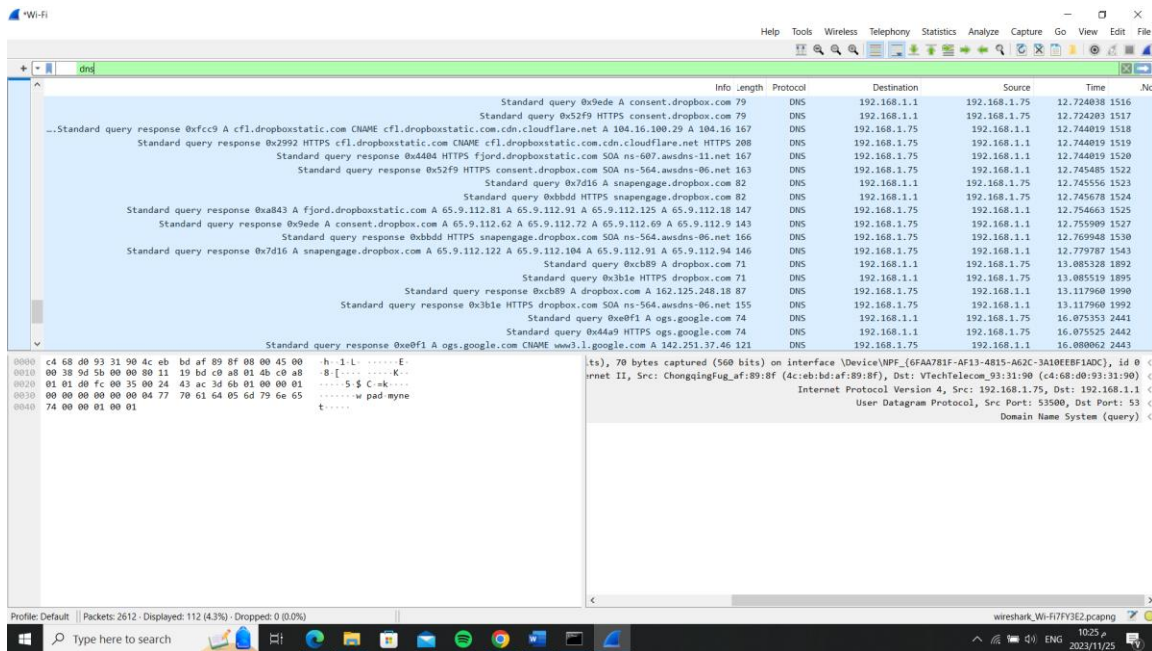 *Wi-Fi
Help Tools Wireless Telephony Statistics Analyze Capture Go View Edit File
dns
Info Length Protocol Destination Source Time .No
Standard query 0x9ede A consent.dropbox.com 79 DNS 192.168.1.1 192.168.1.75 12.724038 1516
Standard query 0x52f9 HTTPS consent.dropbox.com 79 DNS 192.168.1.1 192.168.1.75 12.724203 1517
...Standard query response 0xfcc9 A cfl.dropboxstatic.com CNAME cfl.dropboxstatic.com.cdn.cloudflare.net A 104.16.100.29 A 104.16 167 DNS 192.168.1.75 192.168.1.1 12.744019 1518
Standard query response 0x2992 HTTPS cfl.dropboxstatic.com CNAME cfl.dropboxstatic.com.cdn.cloudflare.net HTTPS 208 DNS 192.168.1.75 192.168.1.1 12.744019 1519
Standard query response 0x4404 HTTPS fjord.dropboxstatic.com SOA ns-607.awsdns-11.net 167 DNS 192.168.1.75 192.168.1.1 12.744019 1520
Standard query response 0x52f9 HTTPS consent.dropbox.com SOA ns-564.awsdns-06.net 163 DNS 192.168.1.75 192.168.1.1 12.745485 1522
Standard query 0x7d16 A snapengage.dropbox.com 82 DNS 192.168.1.1 192.168.1.75 12.745556 1523
Standard query 0xbbdd HTTPS snapengage.dropbox.com 82 DNS 192.168.1.1 192.168.1.75 12.745678 1524
Standard query response 0xa843 A fjord.dropboxstatic.com A 65.9.112.81 A 65.9.112.91 A 65.9.112.125 A 65.9.112.18 147 DNS 192.168.1.75 192.168.1.1 12.754663 1525
Standard query response 0x9ede A consent.dropbox.com A 65.9.112.62 A 65.9.112.72 A 65.9.112.69 A 65.9.112.9 143 DNS 192.168.1.75 192.168.1.1 12.755909 1527
Standard query response 0xbbdd HTTPS snapengage.dropbox.com SOA ns-564.awsdns-06.net 166 DNS 192.168.1.75 192.168.1.1 12.769948 1530
Standard query response 0x7d16 A snapengage.dropbox.com A 65.9.112.122 A 65.9.112.104 A 65.9.112.91 A 65.9.112.94 146 DNS 192.168.1.75 192.168.1.1 12.779787 1543
Standard query 0xcb89 A dropbox.com 71 DNS 192.168.1.1 192.168.1.75 13.085328 1892
Standard query 0x3b1e HTTPS dropbox.com 71 DNS 192.168.1.1 192.168.1.75 13.085519 1895
Standard query response 0xcb89 A dropbox.com A 162.125.248.18 87 DNS 192.168.1.75 192.168.1.1 13.117960 1990
Standard query response 0x3b1e HTTPS dropbox.com SOA ns-564.awsdns-06.net 155 DNS 192.168.1.75 192.168.1.1 13.117960 1992
Standard query 0xe0f1 A ogs.google.com 74 DNS 192.168.1.1 192.168.1.75 16.075353 2441
Standard query 0x44a9 HTTPS ogs.google.com 74 DNS 192.168.1.1 192.168.1.75 16.075525 2442
Standard query response 0xe0f1 A ogs.google.com CNAME www3.l.google.com A 142.251.37.46 121 DNS 192.168.1.75 192.168.1.1 16.080062 2443
0000 c4 68 d0 93 31 90 4c eb bd af 89 8f 08 00 45 00 ·h··1·L·······E·
0010 00 38 9d 5b 00 00 80 11 19 bd c0 a8 01 4b c0 a8 ·8·[·········K··
0020 01 01 d0 fc 00 35 00 24 43 ac 3d 6b 01 00 00 01 ·····5·$ C·=k····
0030 00 00 00 00 00 00 04 77 70 61 64 05 6d 79 6e 65 ·······w pad·myne
0040 74 00 00 01 00 01 t·····
.ts), 70 bytes captured (560 bits) on interface \Device\NPF_{6FAA781F-AF13-4815-A62C-3A10EEBF1ADC}, id 0
ernet II, Src: ChongqingFug_af:89:8f (4c:eb:bd:af:89:8f), Dst: VTechTelecom_93:31:90 (c4:68:d0:93:31:90)
Internet Protocol Version 4, Src: 192.168.1.75, Dst: 192.168.1.1
User Datagram Protocol, Src Port: 53500, Dst Port: 53
Domain Name System (query)
Profile: Default Packets: 2612 · Displayed: 112 (4.3%) · Dropped: 0 (0.0%) wireshark_Wi-Fi7FY3E2.pcapng
Type here to search ENG 10:25 م
2023/11/25